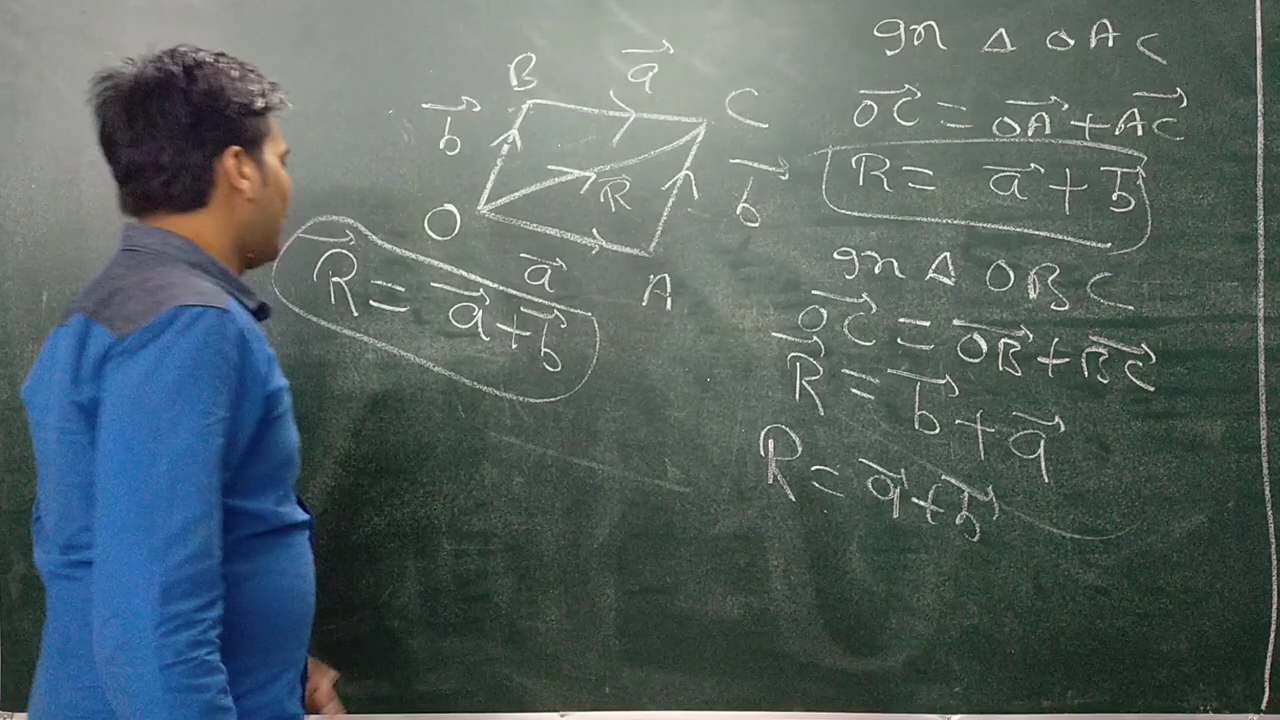 B
a⃗
C
b⃗
R⃗
b⃗
O
a⃗
A
R⃗ = a⃗ + b⃗
In Δ OAC
OC⃗ = OA⃗ + AC⃗
R = a⃗ + b⃗
In Δ OBC
OC⃗ = OB⃗ + BC⃗
R⃗ = b⃗ + a⃗
R = a⃗ + b⃗